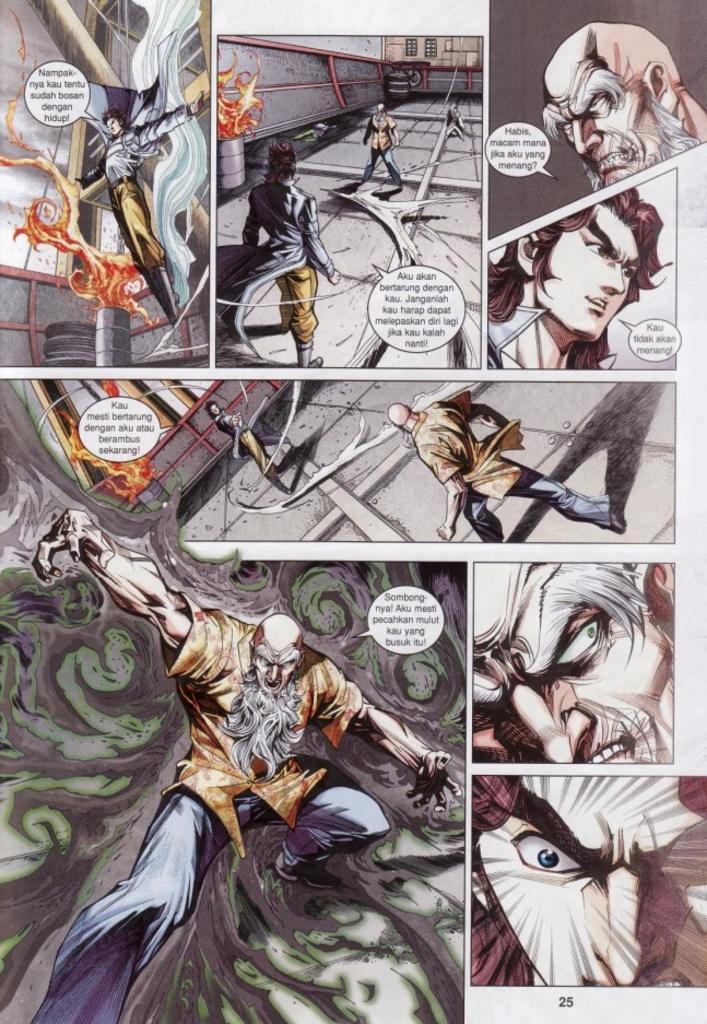 Nampak-
nya kau tentu
sudah bosan
dengan
hidup!
Aku akan
bertarung dengan
kau. Janganlah
kau harap dapat
melepaskan diri lagi
jika kau kalah
nanti!
Habis,
macam mana
jika aku yang
menang?
Kau
tidak akan
menang!
Kau
mesti bertarung
dengan aku atau
berambus
sekarang!
Sombong-
nya! Aku mesti
pecahkan mulut
kau yang
busuk itu!
25